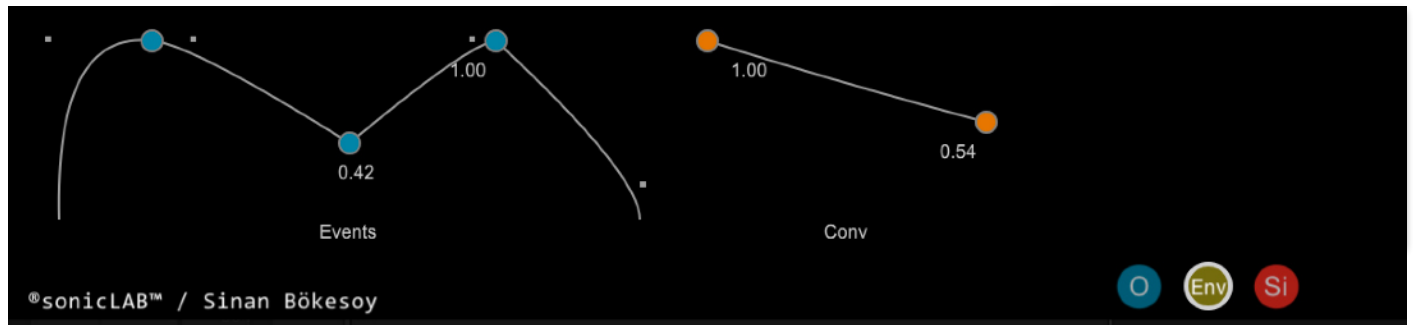 1.00
1.00
0.42
0.54
Events
Conv
®sonicLAB™ / Sinan Bökesoy
O
Env
Si